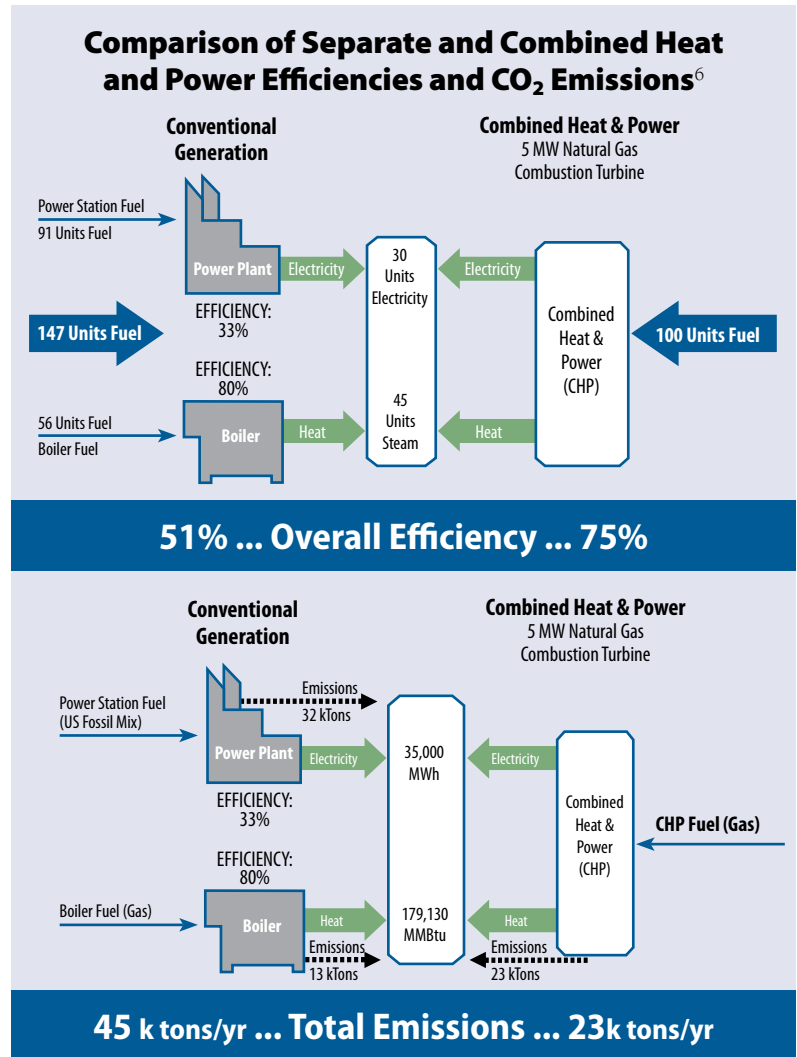 Comparison of Separate and Combined Heat
and Power Efficiencies and CO₂ Emissions⁶
Conventional
Generation
Combined Heat & Power
5 MW Natural Gas
Combustion Turbine
Power Station Fuel
91 Units Fuel
Power Plant
Electricity
30
Units
Electricity
Electricity
EFFICIENCY:
33%
147 Units Fuel
Combined
Heat &
Power
(CHP)
100 Units Fuel
EFFICIENCY:
80%
56 Units Fuel
Boiler Fuel
Boiler
Heat
45
Units
Steam
Heat
51% ... Overall Efficiency ... 75%
Conventional
Generation
Combined Heat & Power
5 MW Natural Gas
Combustion Turbine
Emissions
32 kTons
Power Station Fuel
(US Fossil Mix)
Power Plant
Electricity
35,000
MWh
Electricity
EFFICIENCY:
33%
Combined
Heat &
Power
(CHP)
CHP Fuel (Gas)
EFFICIENCY:
80%
Boiler Fuel (Gas)
Boiler
Heat
179,130
MMBtu
Heat
Emissions
13 kTons
Emissions
23 kTons
45 k tons/yr ... Total Emissions ... 23k tons/yr